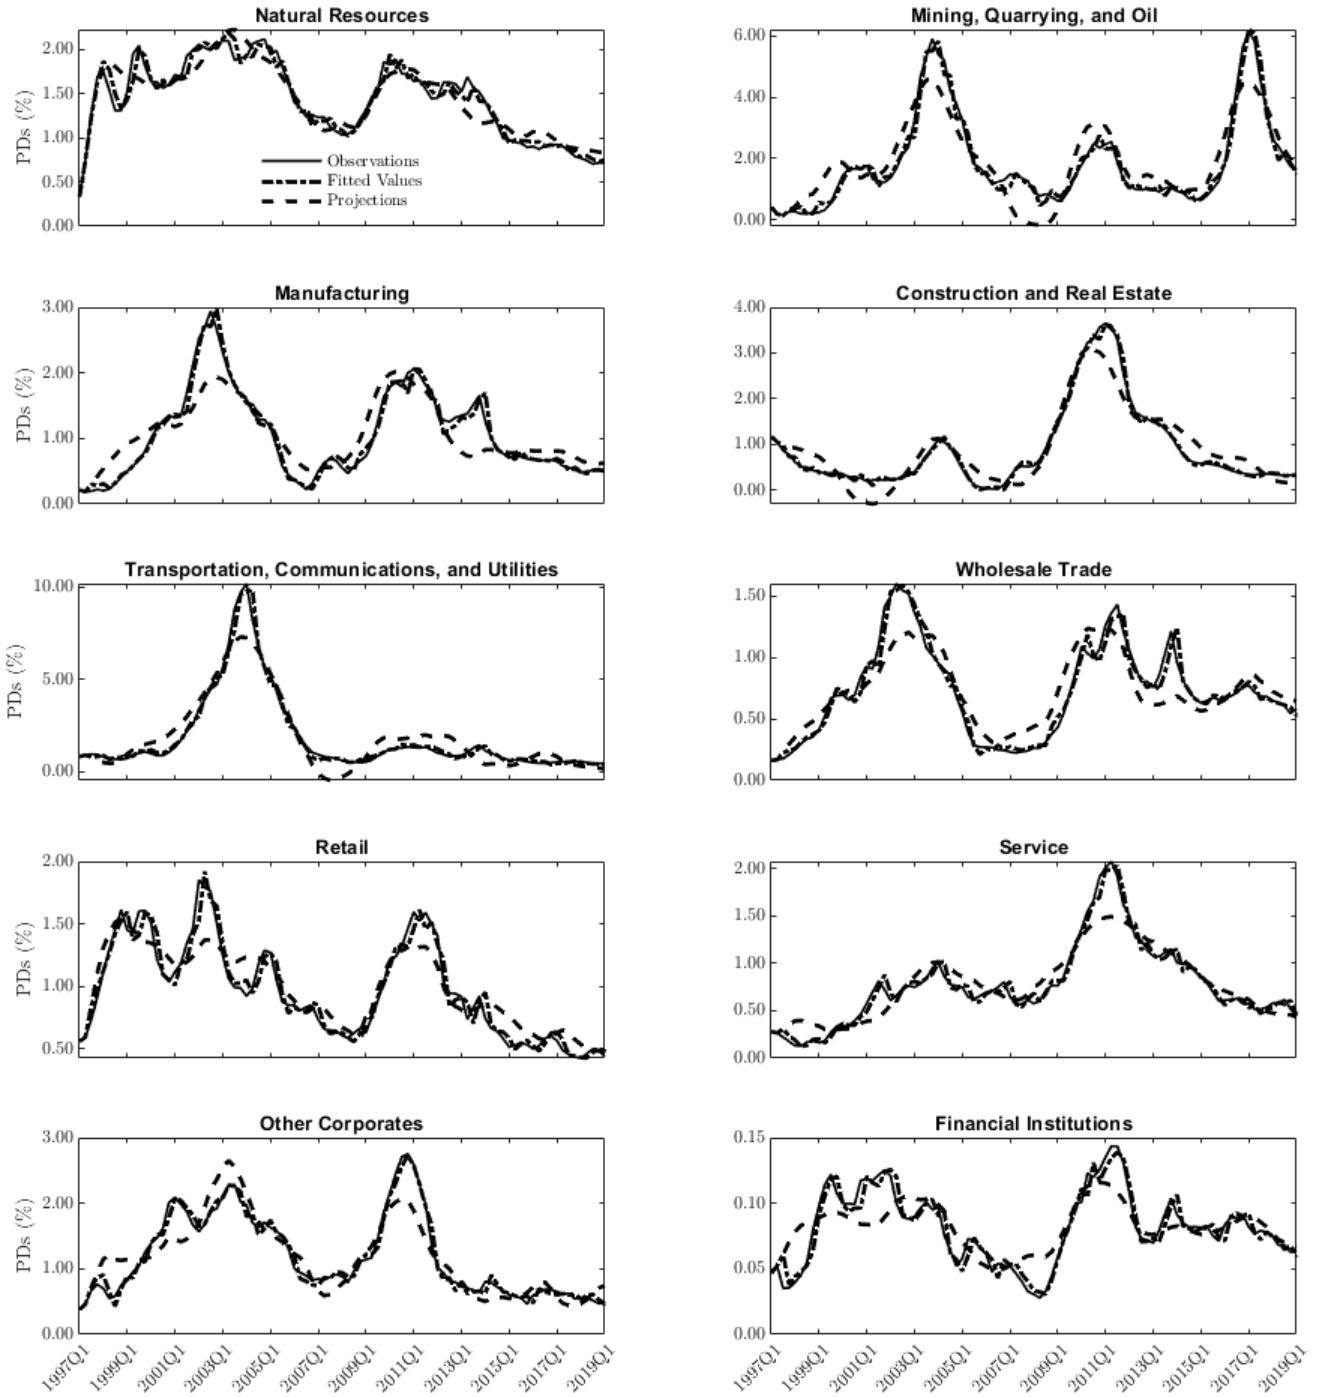 Natural Resources
2.00
1.50
1.00
0.50
0.00
PDs (%)
Observations
Fitted Values
Projections
Mining, Quarrying, and Oil
6.00
4.00
2.00
0.00
Manufacturing
3.00
2.00
1.00
0.00
PDs (%)
Construction and Real Estate
4.00
3.00
2.00
1.00
0.00
Transportation, Communications, and Utilities
10.00
5.00
0.00
PDs (%)
Wholesale Trade
1.50
1.00
0.50
0.00
Retail
2.00
1.50
1.00
0.50
PDs (%)
Service
2.00
1.50
1.00
0.50
0.00
Other Corporates
3.00
2.00
1.00
0.00
PDs (%)
1997Q1
1999Q1
2001Q1
2003Q1
2005Q1
2007Q1
2009Q1
2011Q1
2013Q1
2015Q1
2017Q1
2019Q1
Financial Institutions
0.15
0.10
0.05
0.00
1997Q1
1999Q1
2001Q1
2003Q1
2005Q1
2007Q1
2009Q1
2011Q1
2013Q1
2015Q1
2017Q1
2019Q1